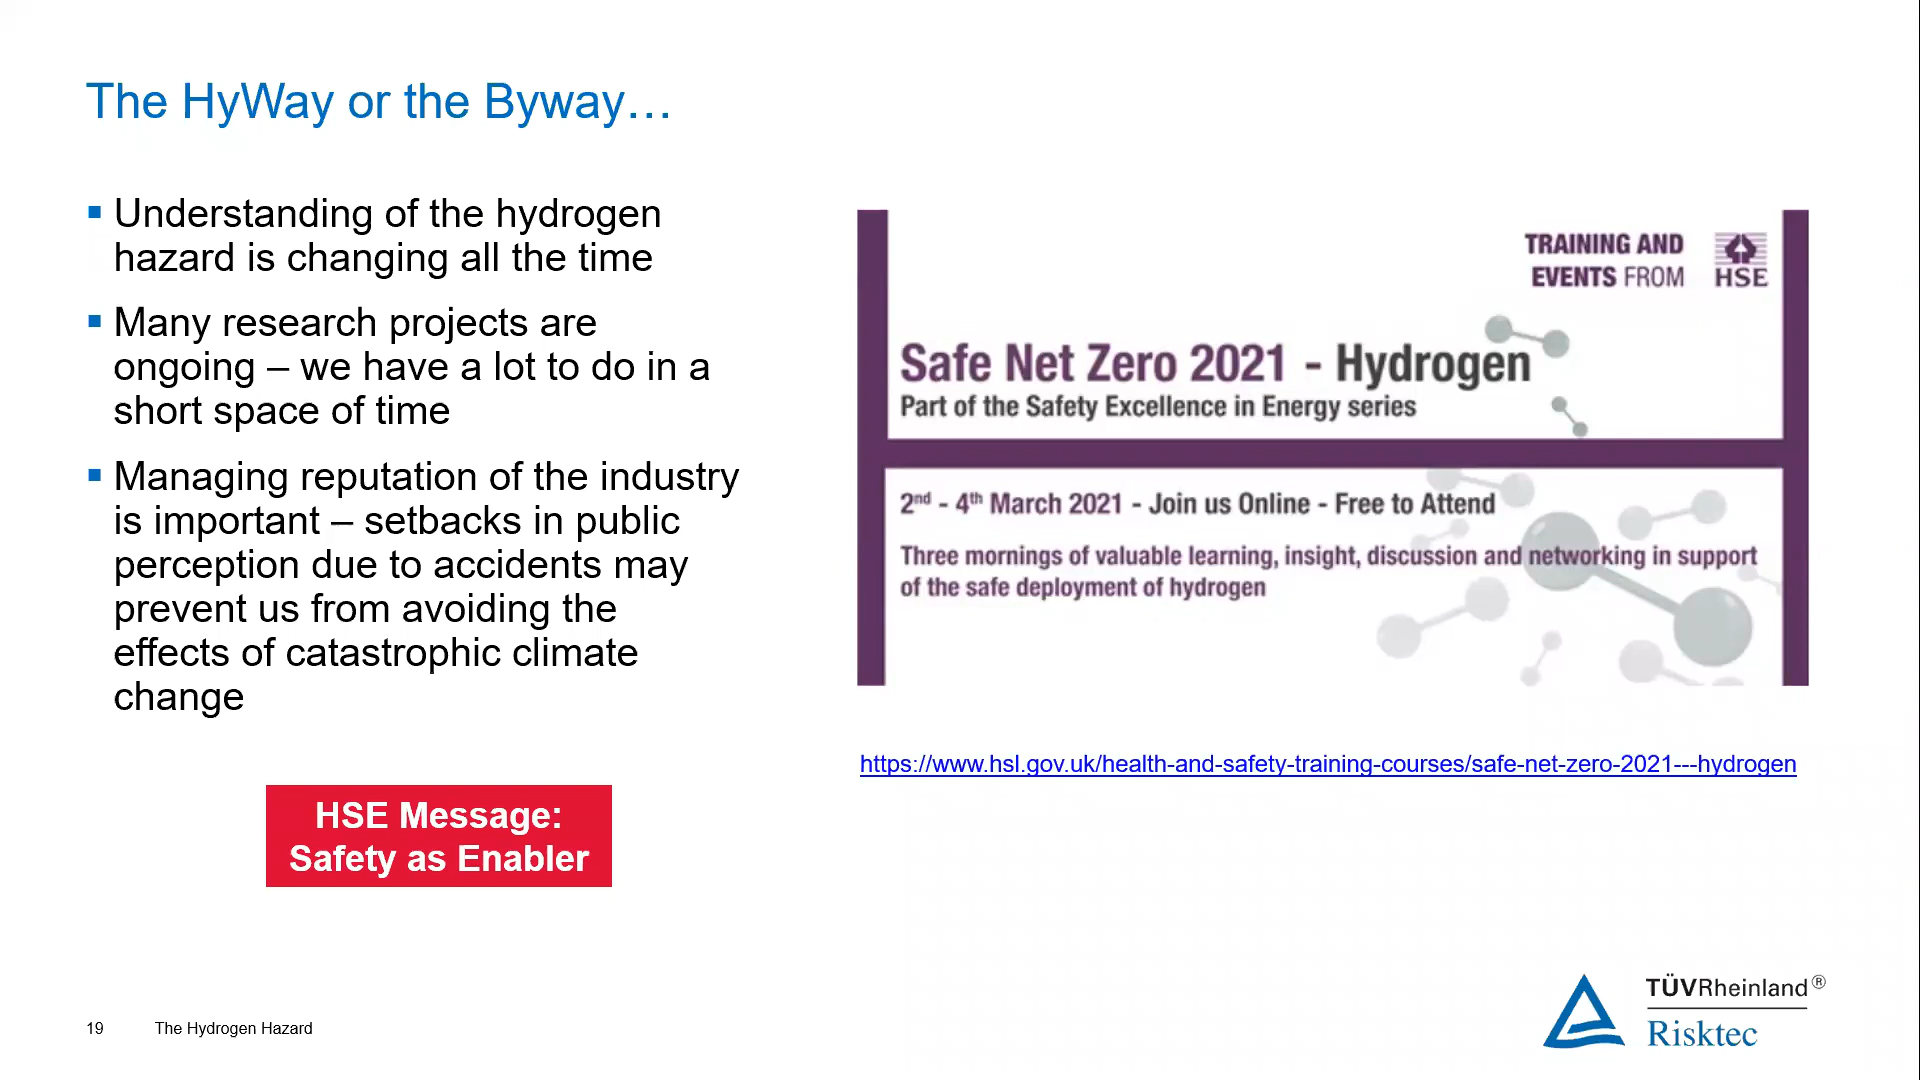 The HyWay or the Byway…
▪ Understanding of the hydrogen
hazard is changing all the time
▪ Many research projects are
ongoing – we have a lot to do in a
short space of time
▪ Managing reputation of the industry
is important – setbacks in public
perception due to accidents may
prevent us from avoiding the
effects of catastrophic climate
change
HSE Message:
Safety as Enabler
TRAINING AND
EVENTS FROM
HSE
Safe Net Zero 2021 - Hydrogen
Part of the Safety Excellence in Energy series
2nd - 4th March 2021 - Join us Online - Free to Attend
Three mornings of valuable learning, insight, discussion and networking in support
of the safe deployment of hydrogen
https://www.hsl.gov.uk/health-and-safety-training-courses/safe-net-zero-2021---hydrogen
19 The Hydrogen Hazard
TÜVRheinland®
Risktec